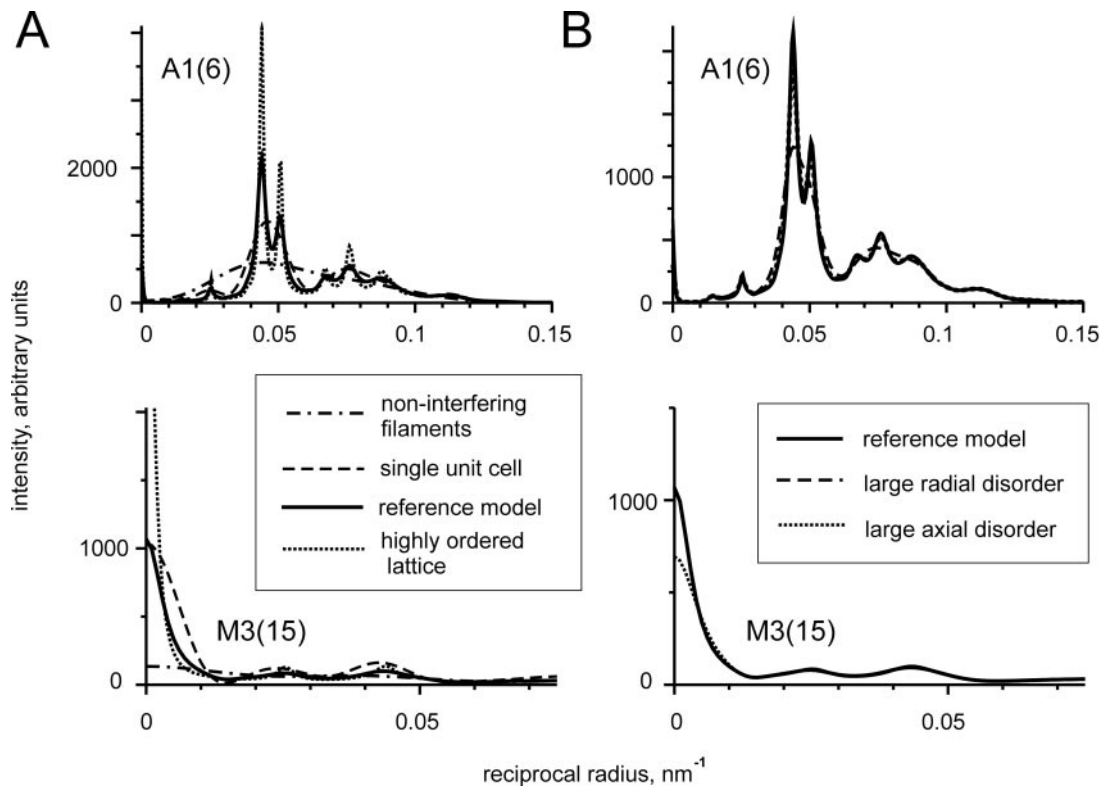 A
B
A1(6)
A1(6)
2000
0
1000
0
0
0.05
0.1
0.15
0
0.05
0.1
0.15
intensity, arbitrary units
non-interfering
filaments
single unit cell
reference model
highly ordered
lattice
reference model
large radial disorder
large axial disorder
1000
0
M3(15)
1000
0
M3(15)
0
0.05
0
0.05
reciprocal radius, nm-1